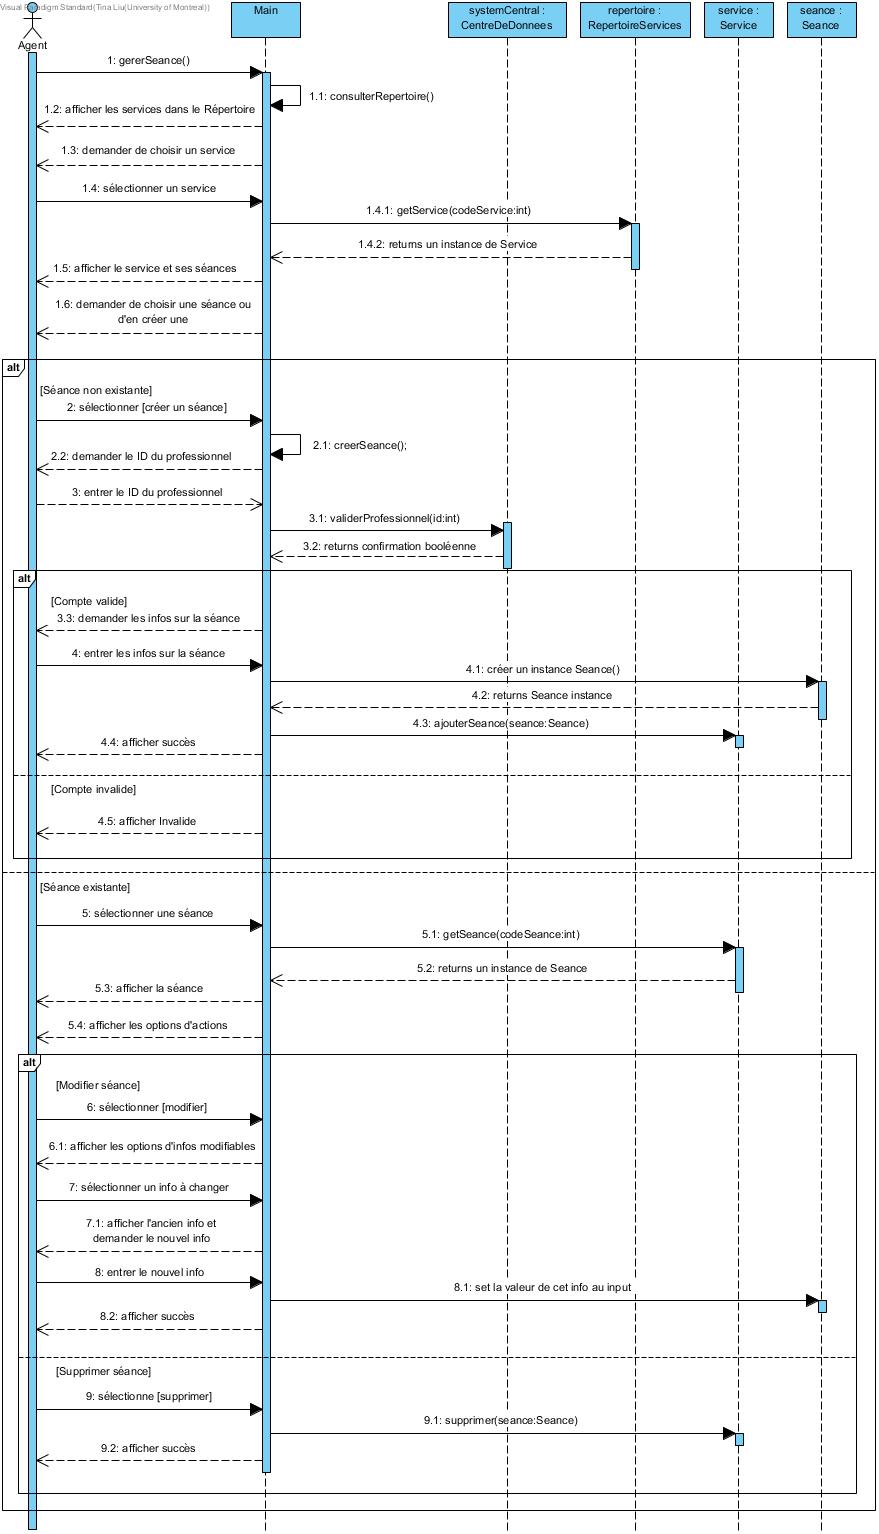 Visual Paradigm Standard(Tina Liu(University of Montreal))
Agent
Main
systemCentral :
CentreDeDonnees
repertoire :
RepertoireServices
service :
Service
seance :
Seance
1: gererSeance()
1.1: consulterRepertoire()
1.2: afficher les services dans le Répertoire
1.3: demander de choisir un service
1.4: sélectionner un service
1.4.1: getService(codeService:int)
1.4.2: returns un instance de Service
1.5: afficher le service et ses séances
1.6: demander de choisir une séance ou
d'en créer une
alt
[Séance non existante]
2: sélectionner [créer un séance]
2.1: creerSeance();
2.2: demander le ID du professionnel
3: entrer le ID du professionnel
3.1: validerProfessionnel(id:int)
3.2: returns confirmation booléenne
alt
[Compte valide]
3.3: demander les infos sur la séance
4: entrer les infos sur la séance
4.1: créer un instance Seance()
4.2: returns Seance instance
4.3: ajouterSeance(seance:Seance)
4.4: afficher succès
[Compte invalide]
4.5: afficher Invalide
[Séance existante]
5: sélectionner une séance
5.1: getSeance(codeSeance:int)
5.2: returns un instance de Seance
5.3: afficher la séance
5.4: afficher les options d'actions
alt
[Modifier séance]
6: sélectionner [modifier]
6.1: afficher les options d'infos modifiables
7: sélectionner un info à changer
7.1: afficher l'ancien info et
demander le nouvel info
8: entrer le nouvel info
8.1: set la valeur de cet info au input
8.2: afficher succès
[Supprimer séance]
9: sélectionne [supprimer]
9.1: supprimer(seance:Seance)
9.2: afficher succès